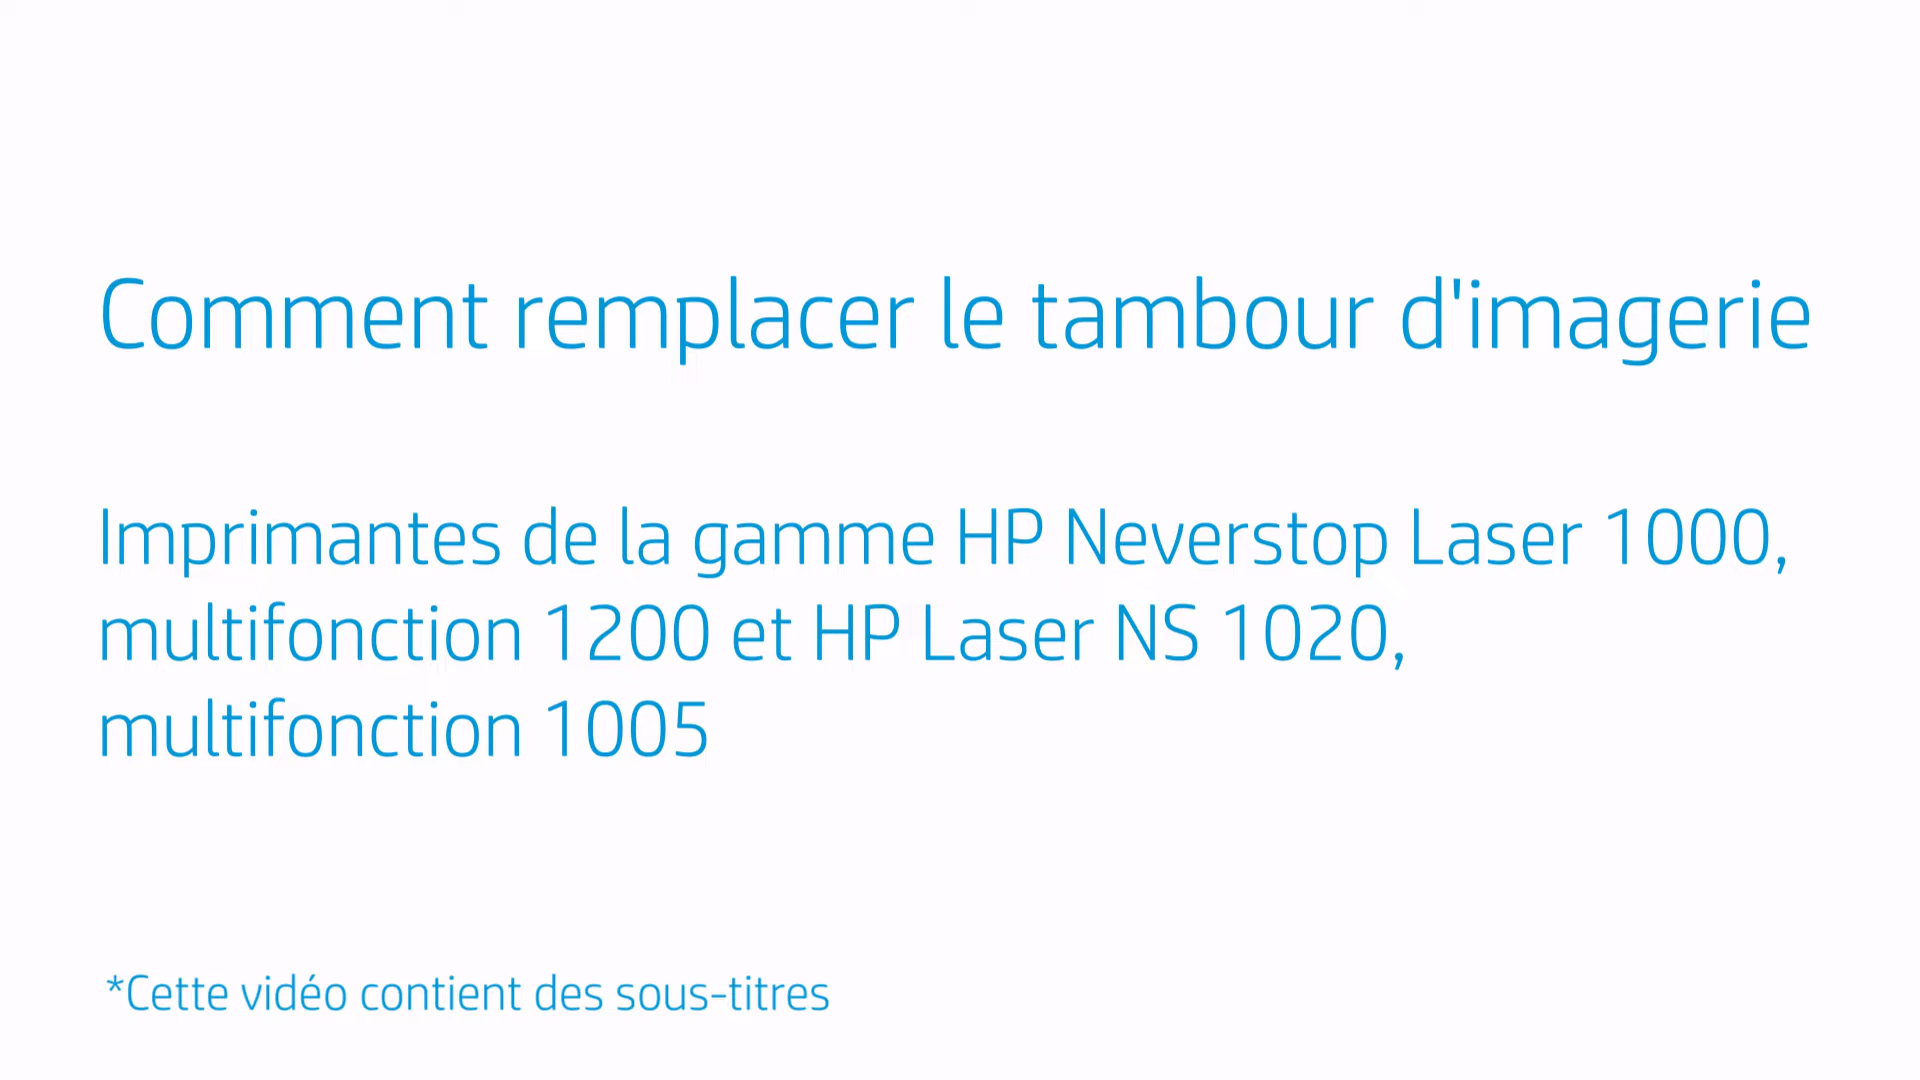 Comment remplacer le tambour d'imagerie
Imprimantes de la gamme HP Neverstop Laser 1000,
multifonction 1200 et HP Laser NS 1020,
multifonction 1005
*Cette vidéo contient des sous-titres